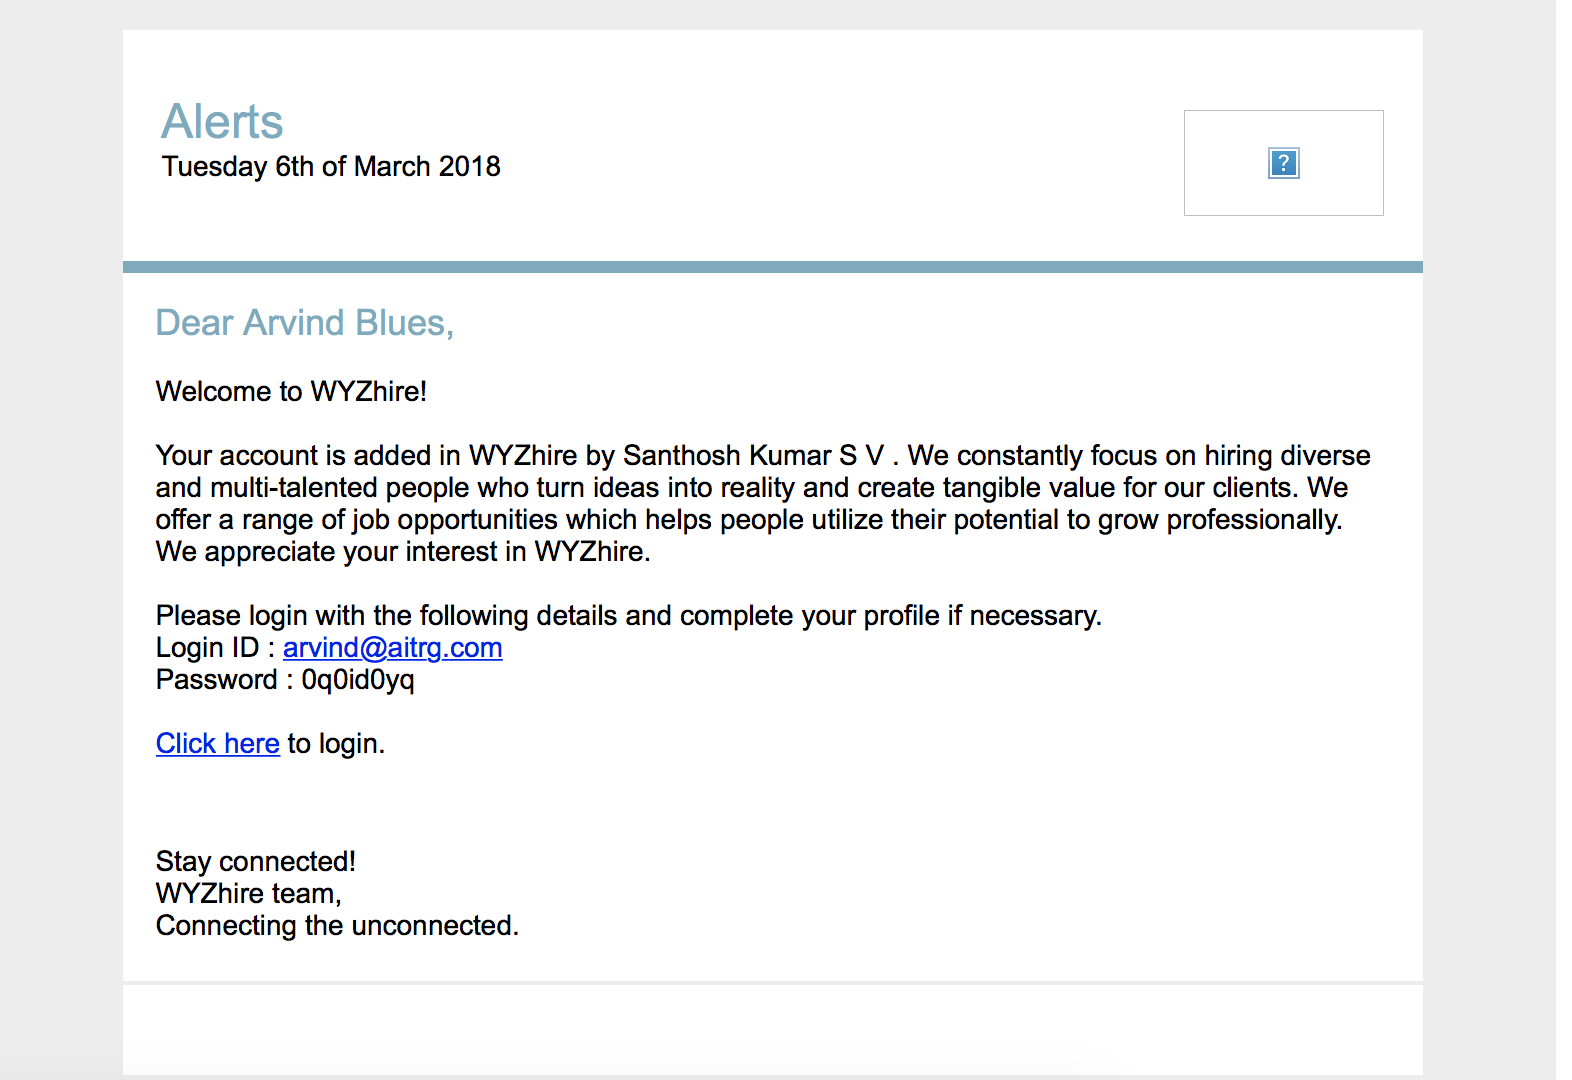 Alerts
Tuesday 6th of March 2018
?
Dear Arvind Blues,
Welcome to WYZhire!
Your account is added in WYZhire by Santhosh Kumar S V . We constantly focus on hiring diverse
and multi-talented people who turn ideas into reality and create tangible value for our clients. We
offer a range of job opportunities which helps people utilize their potential to grow professionally.
We appreciate your interest in WYZhire.
Please login with the following details and complete your profile if necessary.
Login ID : arvind@aitrg.com
Password : 0q0id0yq
Click here to login.
Stay connected!
WYZhire team,
Connecting the unconnected.